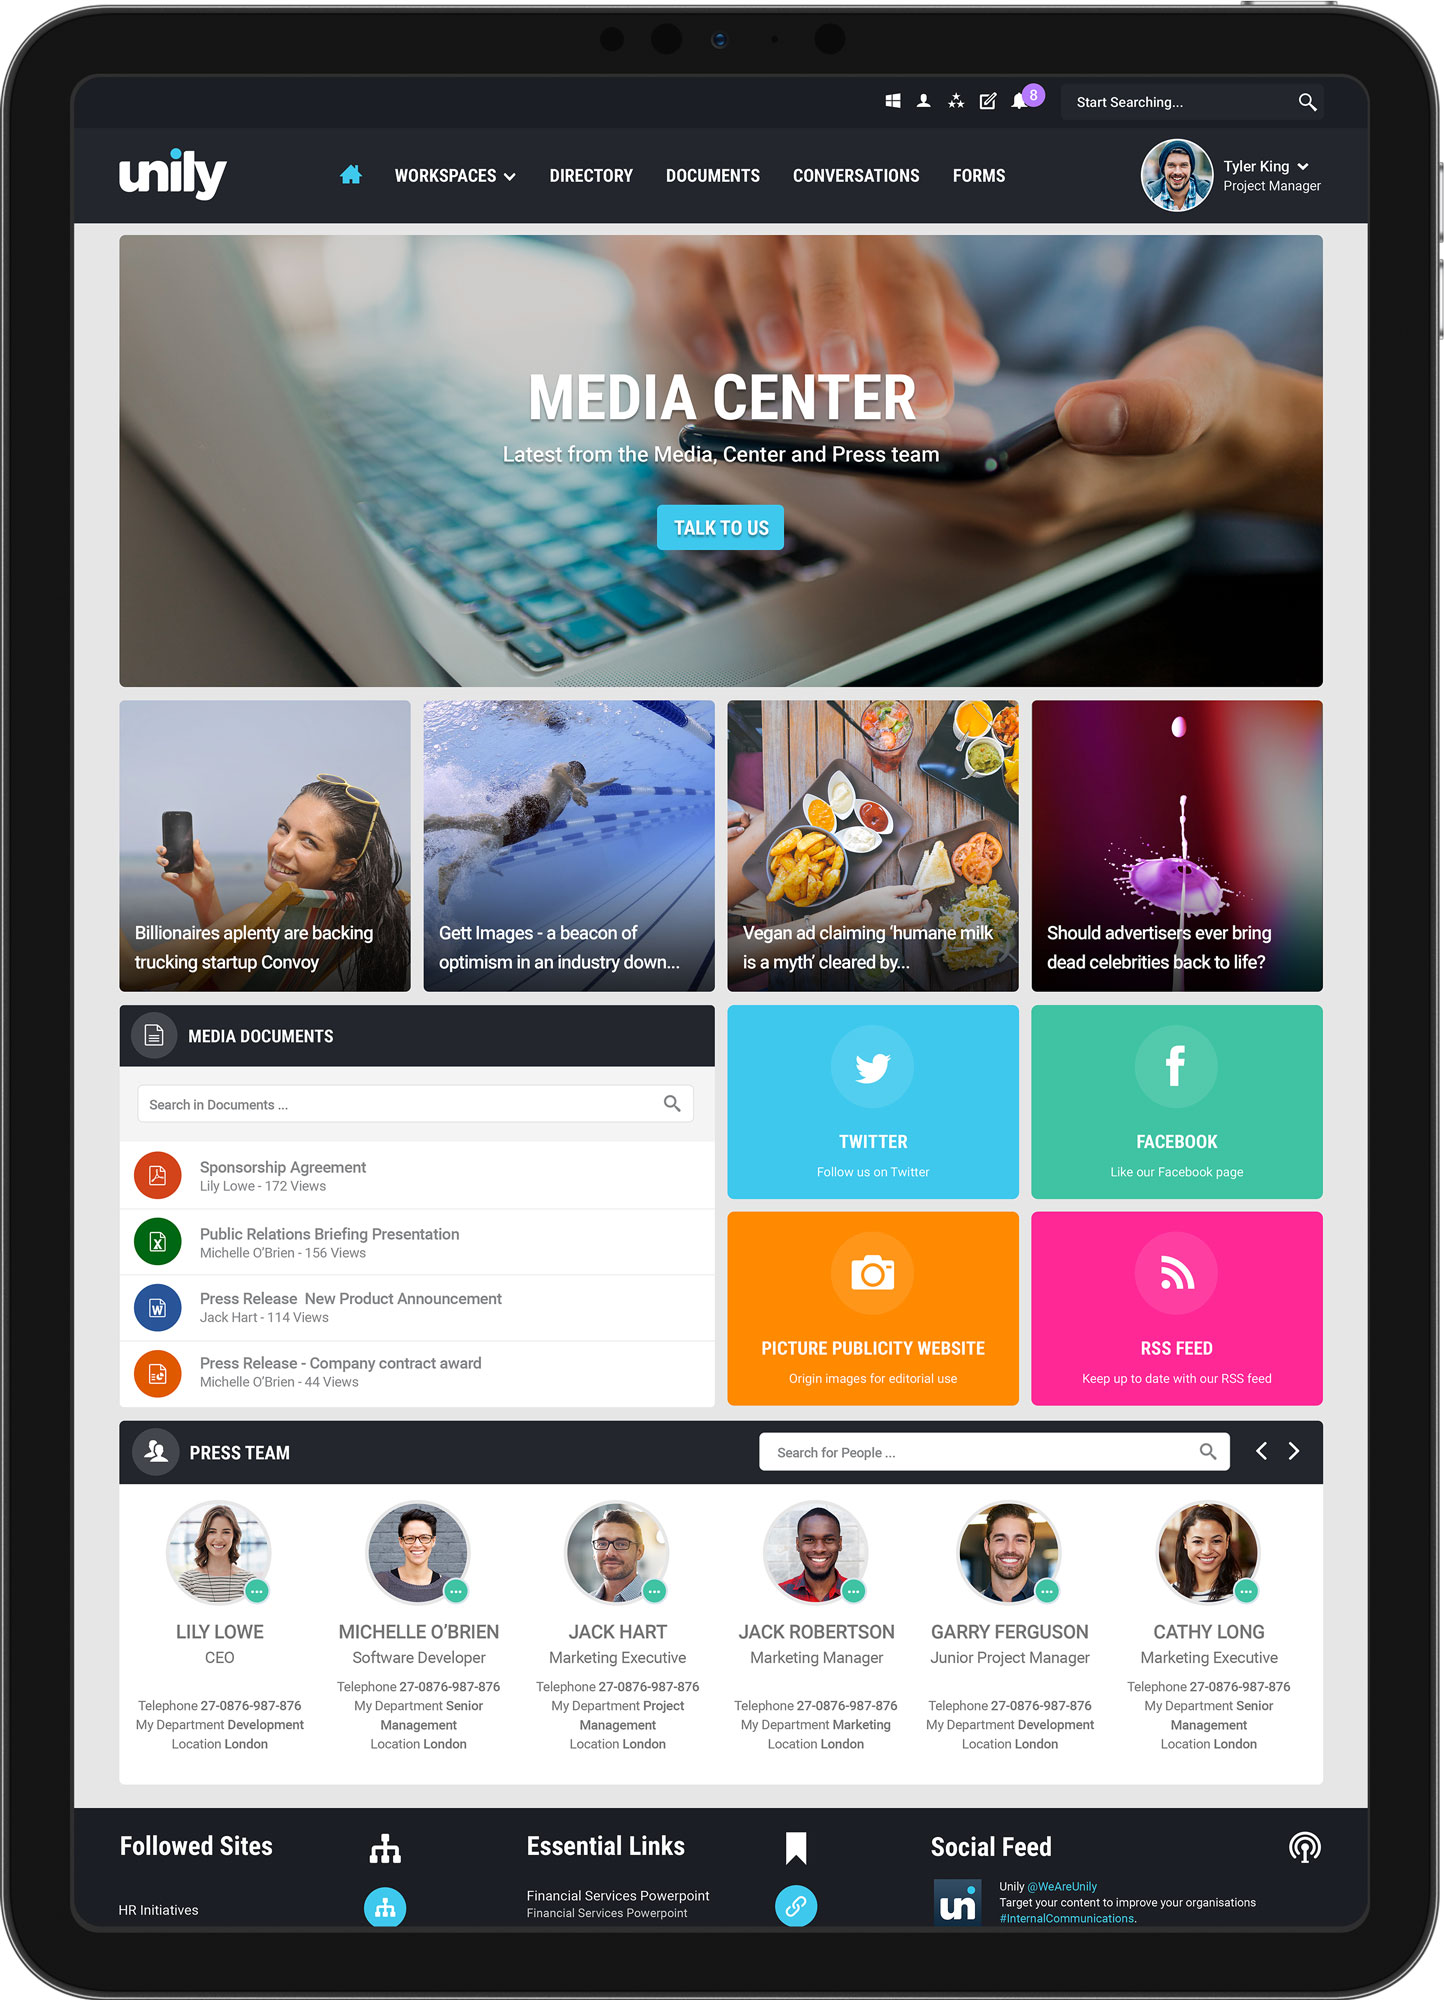 8
Start Searching...
unily
WORKSPACES
DIRECTORY
DOCUMENTS
CONVERSATIONS
FORMS
Tyler King
Project Manager
MEDIA CENTER
Latest from the Media, Center and Press team
TALK TO US
Billionaires aplenty are backing
trucking startup Convoy
Gett Images - a beacon of
optimism in an industry down...
Vegan ad claiming ‘humane milk
is a myth’ cleared by...
Should advertisers ever bring
dead celebrities back to life?
MEDIA DOCUMENTS
Search in Documents ...
Sponsorship Agreement
Lily Lowe - 172 Views
Public Relations Briefing Presentation
Michelle O’Brien - 156 Views
Press Release  New Product Announcement
Jack Hart - 114 Views
Press Release - Company contract award
Michelle O’Brien - 44 Views
TWITTER
Follow us on Twitter
FACEBOOK
Like our Facebook page
PICTURE PUBLICITY WEBSITE
Origin images for editorial use
RSS FEED
Keep up to date with our RSS feed
PRESS TEAM
Search for People ...
LILY LOWE
CEO
Telephone 27-0876-987-876
My Department Development
Location London
MICHELLE O’BRIEN
Software Developer
Telephone 27-0876-987-876
My Department Senior
Management
Location London
JACK HART
Marketing Executive
Telephone 27-0876-987-876
My Department Project
Management
Location London
JACK ROBERTSON
Marketing Manager
Telephone 27-0876-987-876
My Department Marketing
Location London
GARRY FERGUSON
Junior Project Manager
Telephone 27-0876-987-876
My Department Development
Location London
CATHY LONG
Marketing Executive
Telephone 27-0876-987-876
My Department Senior
Management
Location London
Followed Sites
HR Initiatives
Essential Links
Financial Services Powerpoint
Financial Services Powerpoint
Social Feed
un
Unily @WeAreUnily
Target your content to improve your organisations
#InternalCommunications.